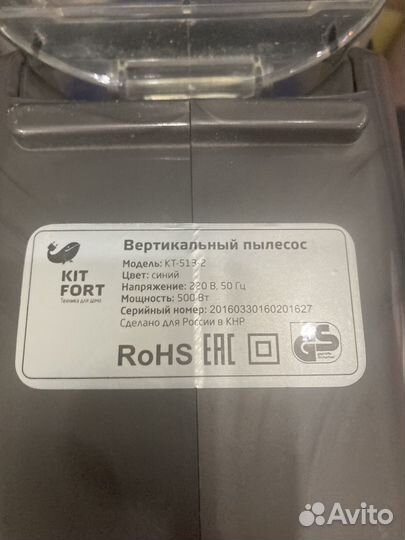 Вертикальный пылесос
Модель: КТ-513-2
Цвет: синий
Напряжение: 220 В, 50 Гц
Мощность: 500 Вт
Серийный номер: 20160330160201627
Сделано для России в КНР
KIT
FORT
Техника для дома
RoHS EAC
GS
Avito